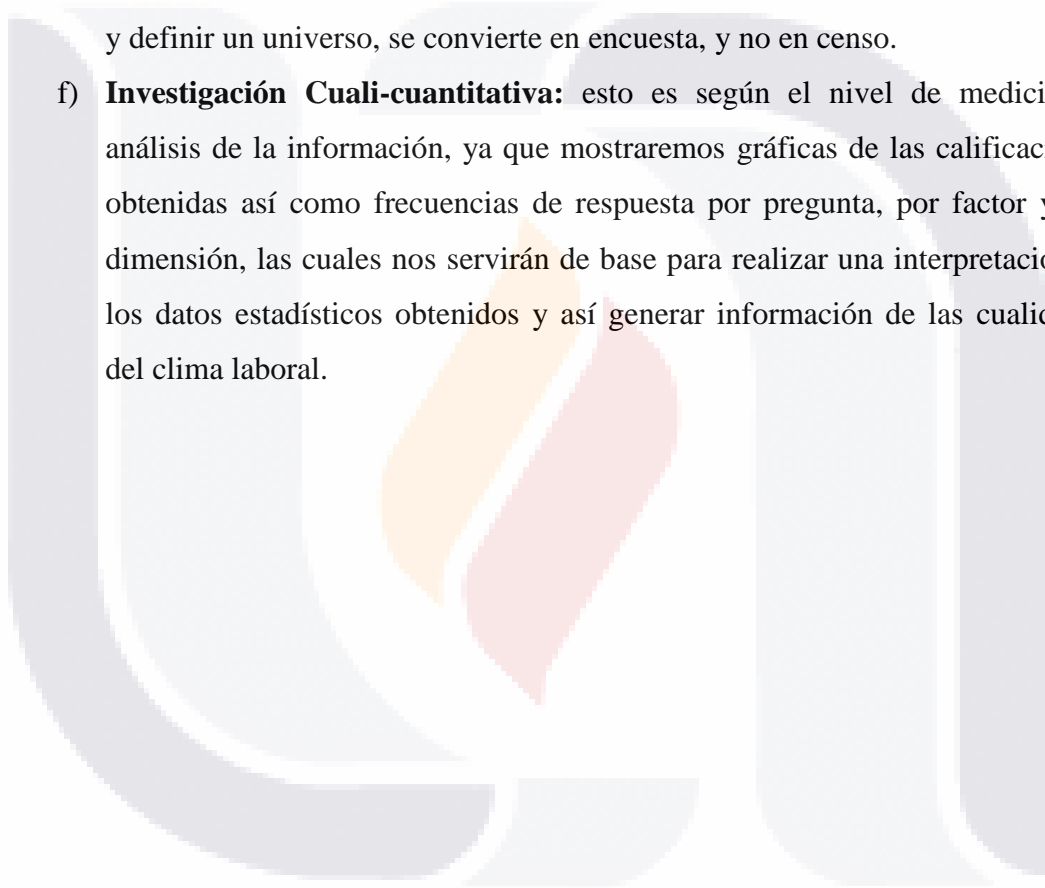 y definir un universo, se convierte en encuesta, y no en censo.
f) Investigación Cuali-cuantitativa: esto es según el nivel de medici
análisis de la información, ya que mostraremos gráficas de las calificaci
obtenidas así como frecuencias de respuesta por pregunta, por factor y
dimensión, las cuales nos servirán de base para realizar una interpretació
los datos estadísticos obtenidos y así generar información de las cualid
del clima laboral.